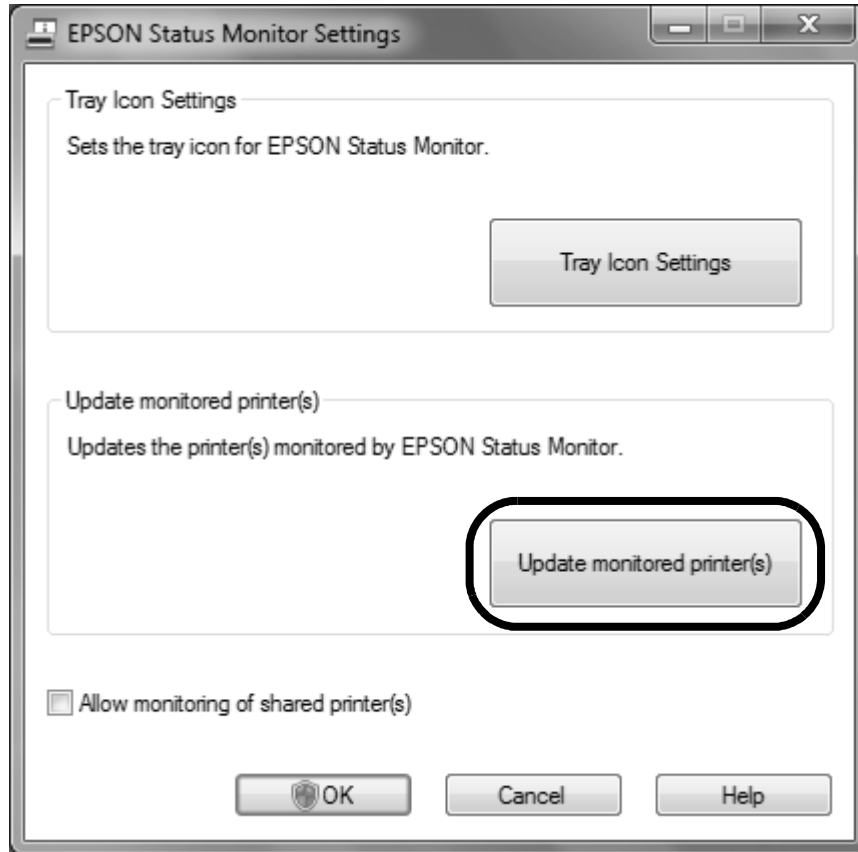 EPSON Status Monitor Settings
Tray Icon Settings
Sets the tray icon for EPSON Status Monitor.
Tray Icon Settings
Update monitored printer(s)
Updates the printer(s) monitored by EPSON Status Monitor.
Update monitored printer(s)
Allow monitoring of shared printer(s)
OK Cancel Help